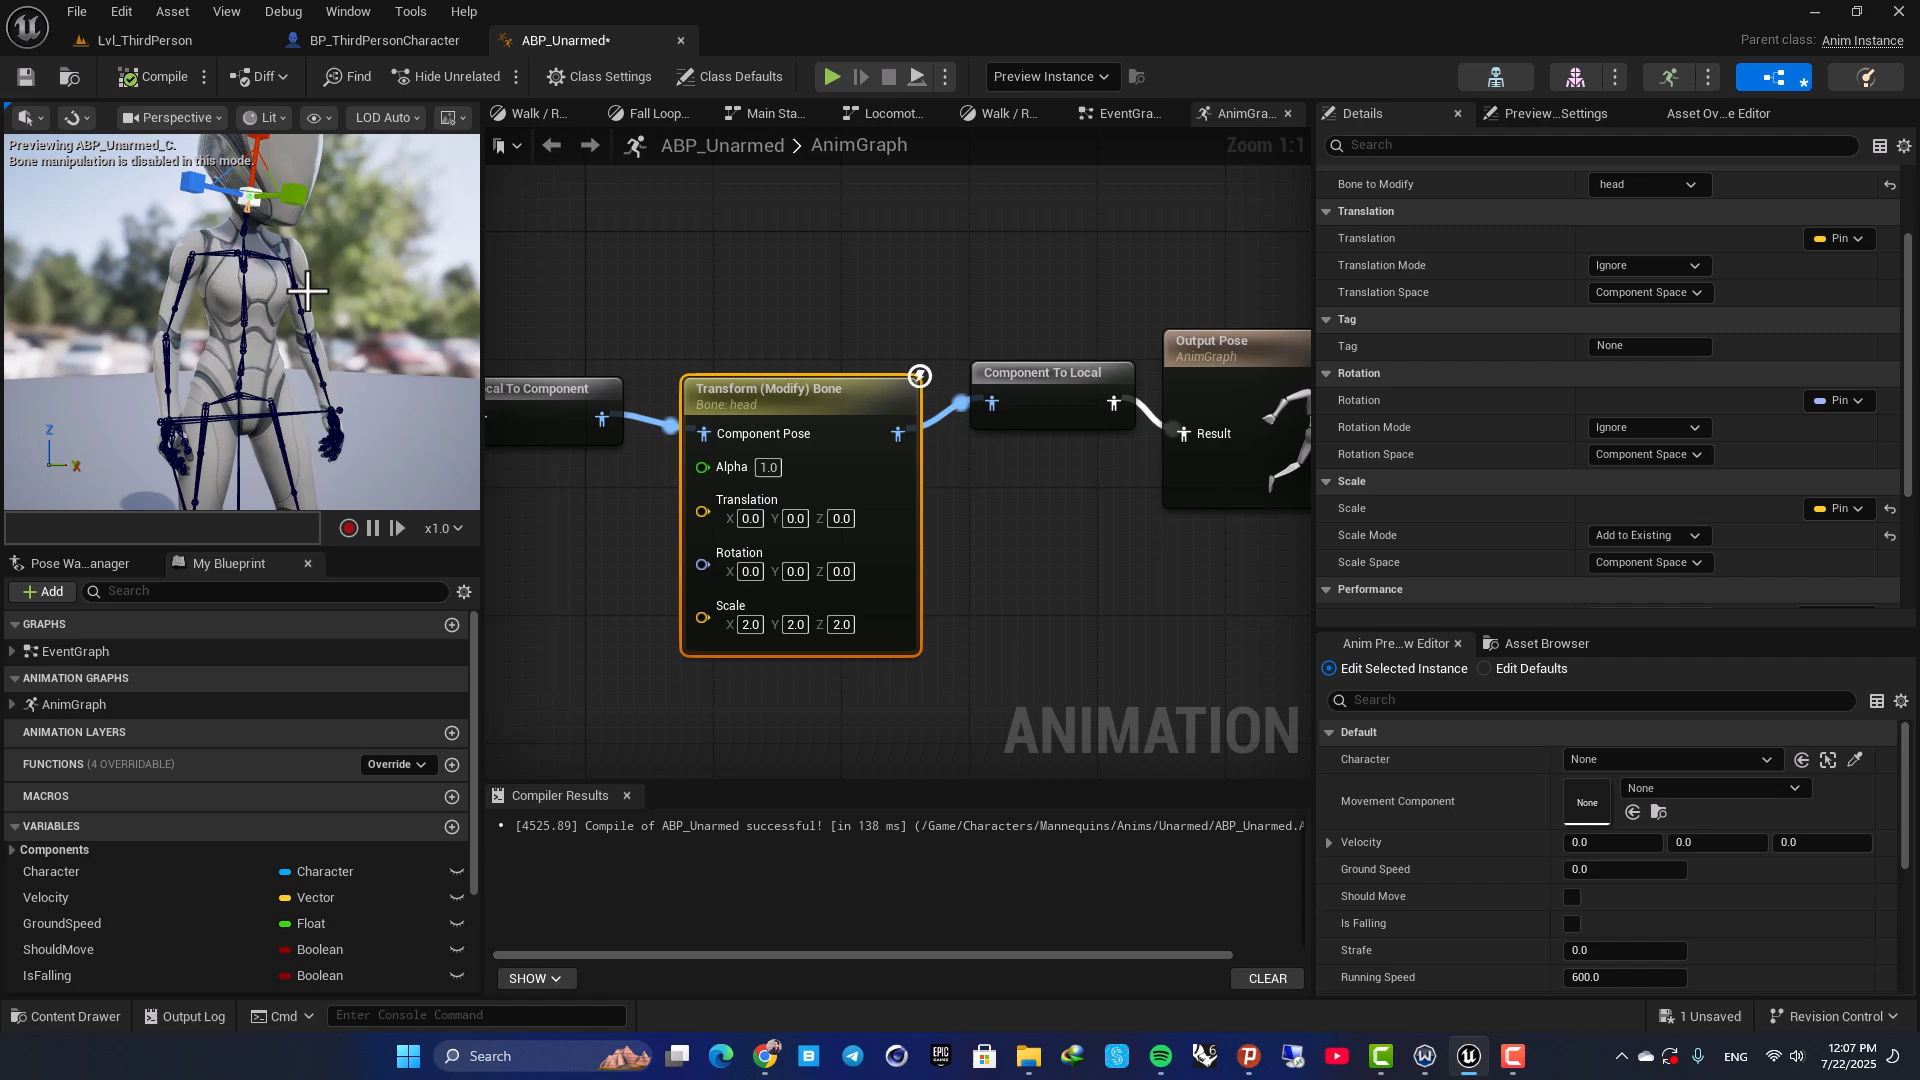 File Edit Asset View Debug Window Tools Help
Lvl_ThirdPerson BP_ThirdPersonCharacter ABP_Unarmed* Parent class: Anim Instance
Compile Diff Find Hide Unrelated Class Settings Class Defaults Preview Instance
Perspective Lit LOD Auto
Walk / R... Fall Loop... Main Sta... Locomot... Walk / R... EventGra... AnimGra...
Details Preview...Settings Asset Ov...e Editor
Previewing ABP_Unarmed_C.
Bone manipulation is disabled in this mode.
ABP_Unarmed > AnimGraph Zoom 1:1
Search
Bone to Modify head
Translation
Translation Pin
Translation Mode Ignore
Translation Space Component Space
Tag
Tag None
Rotation
Rotation Pin
Rotation Mode Ignore
Rotation Space Component Space
Scale
Scale Pin
Scale Mode Add to Existing
Scale Space Component Space
Performance
Z
X
cal To Component
Transform (Modify) Bone
Bone: head
Component Pose
Alpha 1.0
Translation
X 0.0 Y 0.0 Z 0.0
Rotation
X 0.0 Y 0.0 Z 0.0
Scale
X 2.0 Y 2.0 Z 2.0
Component To Local
Output Pose
AnimGraph
Result
ANIMATION
x1.0
Pose Wa...anager My Blueprint
Add Search
GRAPHS
EventGraph
ANIMATION GRAPHS
AnimGraph
ANIMATION LAYERS
FUNCTIONS (4 OVERRIDABLE) Override
MACROS
VARIABLES
Components
Character Character
Velocity Vector
GroundSpeed Float
ShouldMove Boolean
IsFalling Boolean
Compiler Results
[4525.89] Compile of ABP_Unarmed successful! [in 138 ms] (/Game/Characters/Mannequins/Anims/Unarmed/ABP_Unarmed.A
SHOW CLEAR
Anim Pre...w Editor Asset Browser
Edit Selected Instance Edit Defaults
Search
Default
Character None
Movement Component None None
Velocity 0.0 0.0 0.0
Ground Speed 0.0
Should Move
Is Falling
Strafe 0.0
Running Speed 600.0
Content Drawer Output Log Cmd Enter Console Command 1 Unsaved Revision Control
Search
EPIC
GAMES
ENG
12:07 PM
7/22/2025